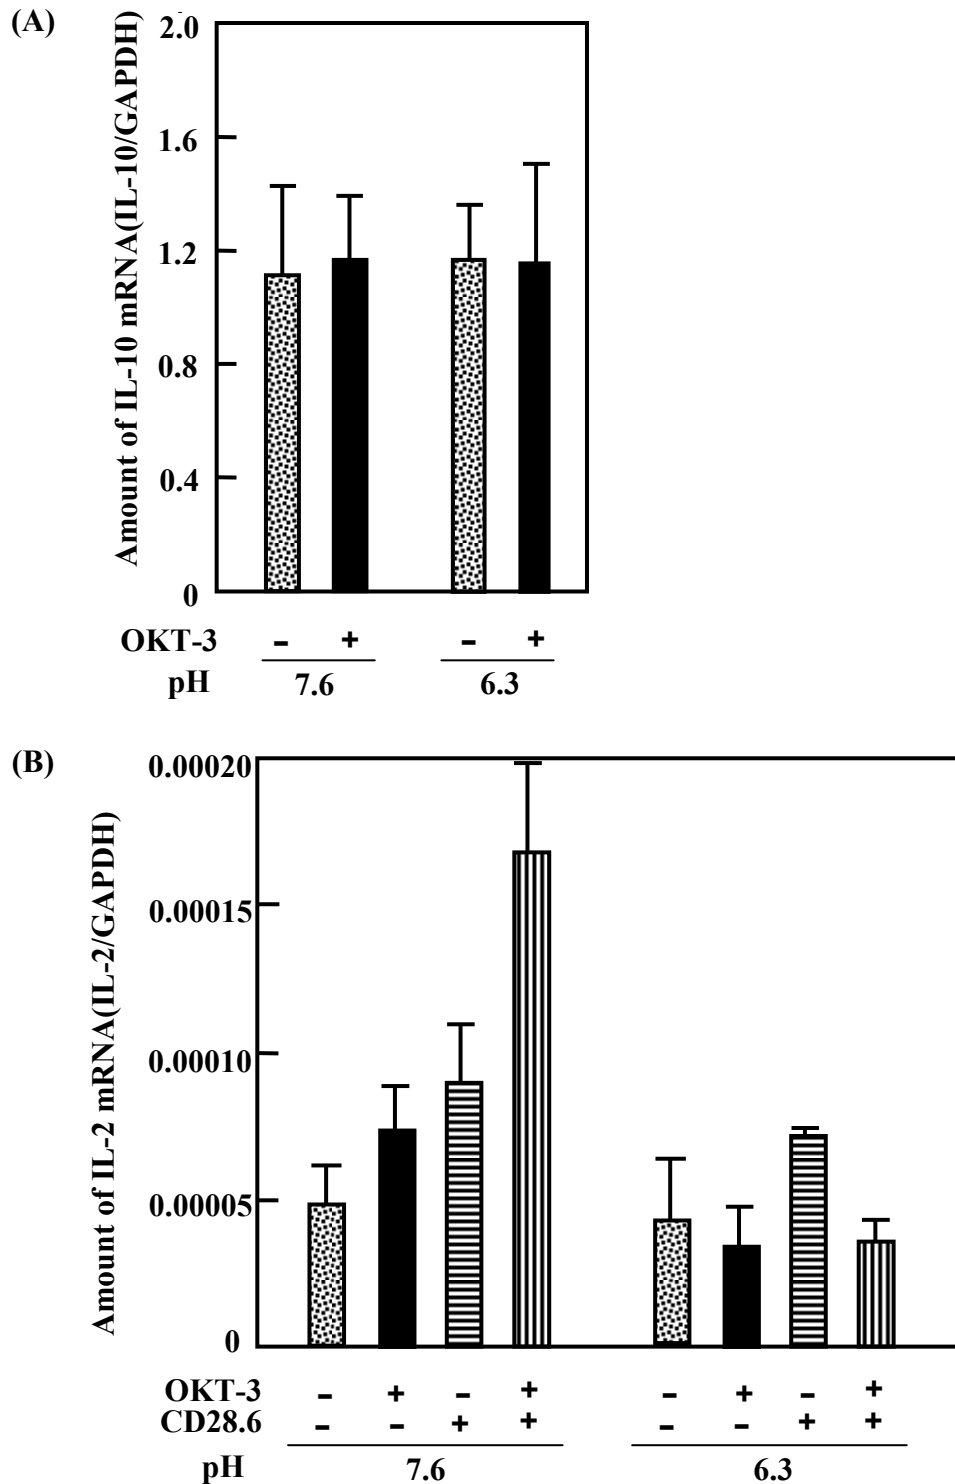 (A)
Amount of IL-10 mRNA(IL-10/GAPDH)
2.0
1.6
1.2
0.8
0.4
0
OKT-3 - + - +
pH 7.6 6.3
(B)
Amount of IL-2 mRNA(IL-2/GAPDH)
0.00020
0.00015
0.00010
0.00005
0
OKT-3 - + - + - + - +
CD28.6 - - + + - - + +
pH 7.6 6.3